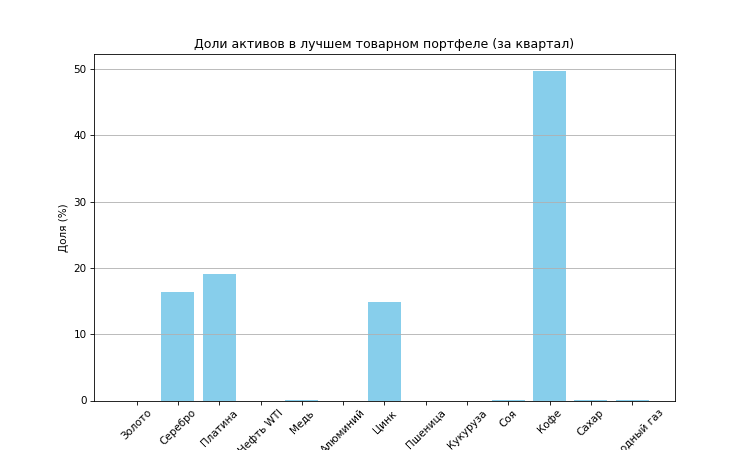 Доли активов в лучшем товарном портфеле (за квартал)
Доля (%)
50
40
30
20
10
0
Золото
Серебро
Платина
Нефть WTI
Медь
Алюминий
Цинк
Пшеница
Кукуруза
Соя
Кофе
Сахар
газ